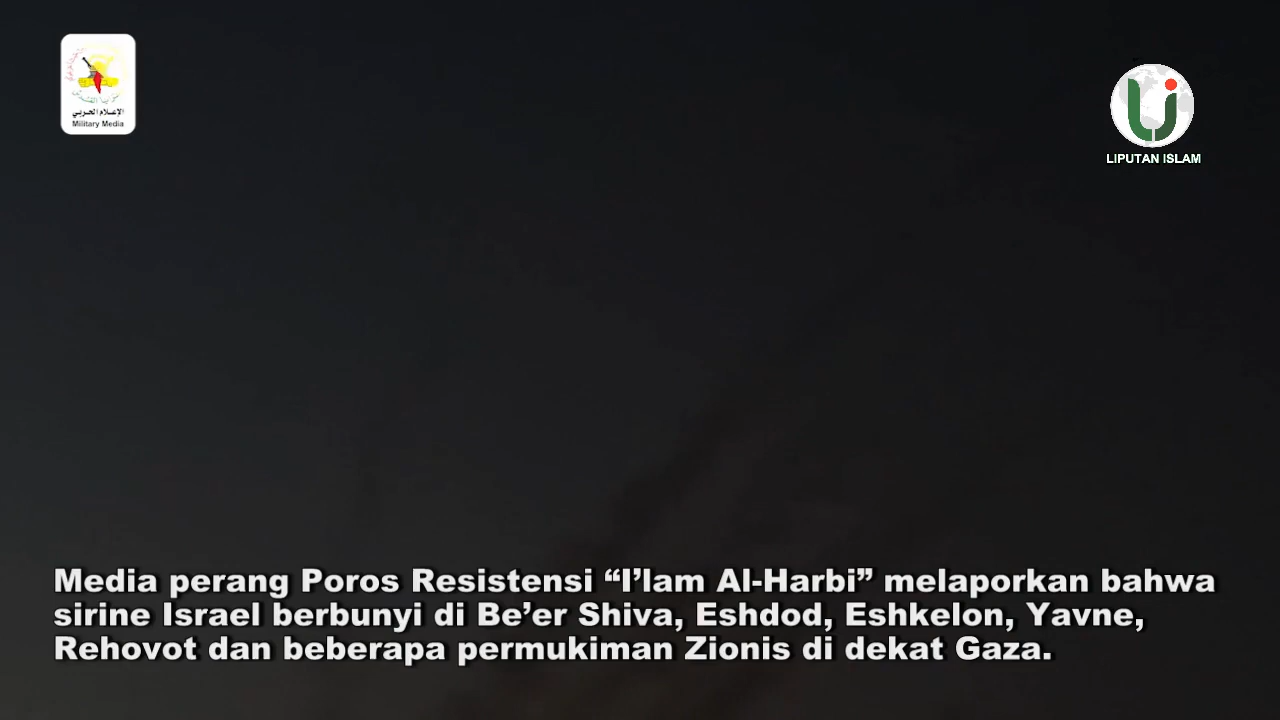 الإعلام الحربي
Military Media
LIPUTAN ISLAM
Media perang Poros Resistensi “I’lam Al-Harbi” melaporkan bahwa
sirine Israel berbunyi di Be’er Shiva, Eshdod, Eshkelon, Yavne,
Rehovot dan beberapa permukiman Zionis di dekat Gaza.